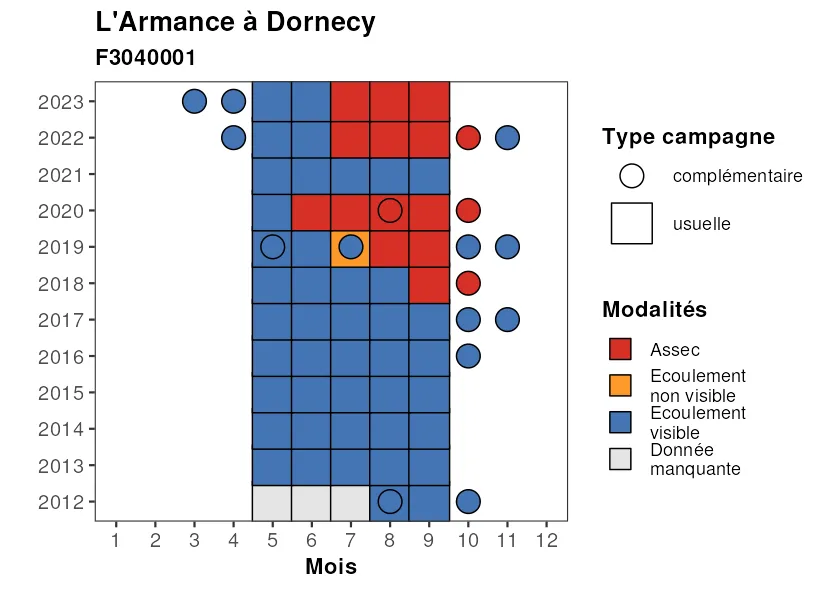 L'Armance à Dornecy
F3040001
2023
2022
2021
2020
2019
2018
2017
2016
2015
2014
2013
2012
1 2 3 4 5 6 7 8 9 10 11 12
Mois
Type campagne
complémentaire
usuelle
Modalités
Assec
Ecoulement
non visible
Ecoulement
visible
Donnée
manquante